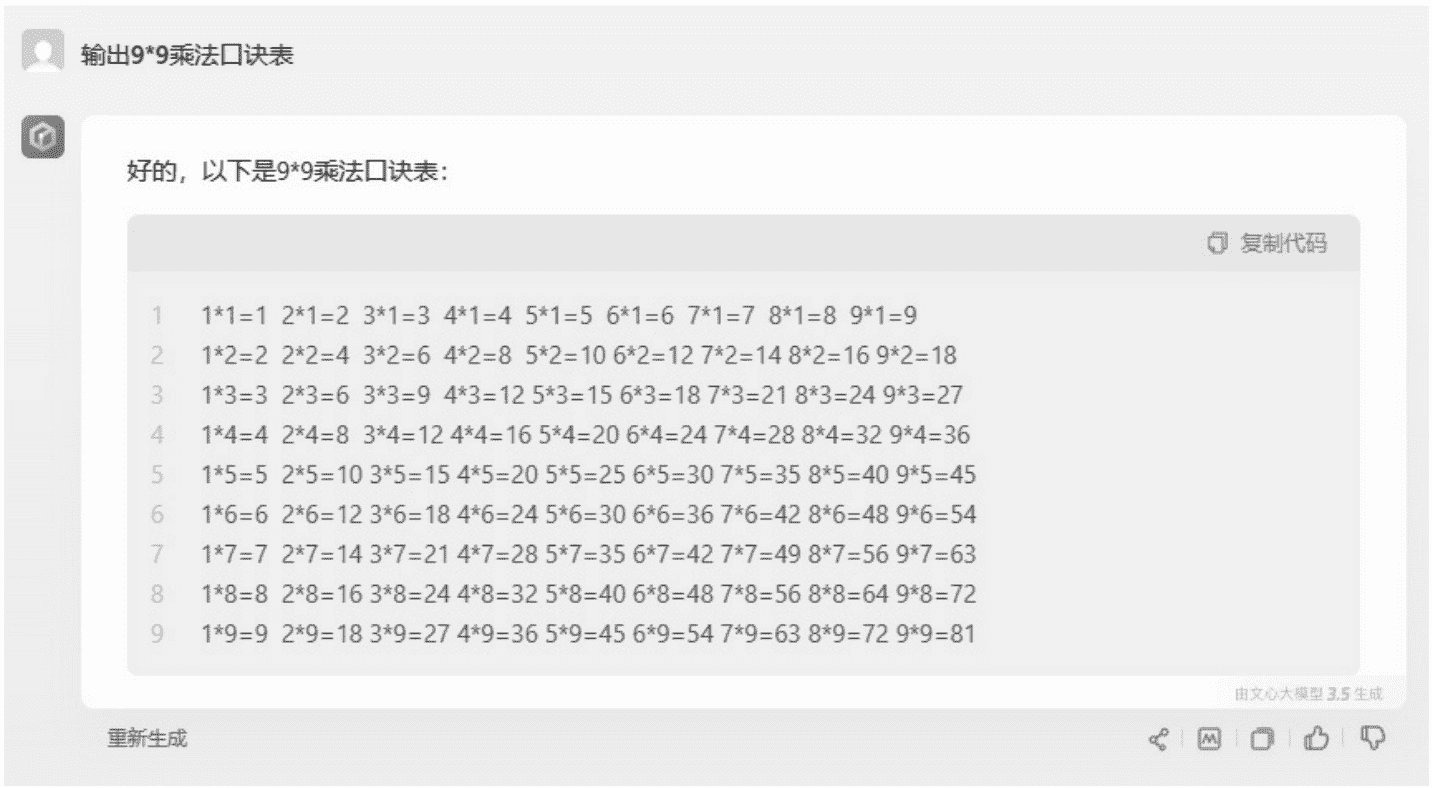 输出9*9乘法口诀表
好的，以下是9*9乘法口诀表：
复制代码
1 1*1=1 2*1=2 3*1=3 4*1=4 5*1=5 6*1=6 7*1=7 8*1=8 9*1=9
2 1*2=2 2*2=4 3*2=6 4*2=8 5*2=10 6*2=12 7*2=14 8*2=16 9*2=18
3 1*3=3 2*3=6 3*3=9 4*3=12 5*3=15 6*3=18 7*3=21 8*3=24 9*3=27
4 1*4=4 2*4=8 3*4=12 4*4=16 5*4=20 6*4=24 7*4=28 8*4=32 9*4=36
5 1*5=5 2*5=10 3*5=15 4*5=20 5*5=25 6*5=30 7*5=35 8*5=40 9*5=45
6 1*6=6 2*6=12 3*6=18 4*6=24 5*6=30 6*6=36 7*6=42 8*6=48 9*6=54
7 1*7=7 2*7=14 3*7=21 4*7=28 5*7=35 6*7=42 7*7=49 8*7=56 9*7=63
8 1*8=8 2*8=16 3*8=24 4*8=32 5*8=40 6*8=48 7*8=56 8*8=64 9*8=72
9 1*9=9 2*9=18 3*9=27 4*9=36 5*9=45 6*9=54 7*9=63 8*9=72 9*9=81
由文心大模型 3.5 生成
重新生成